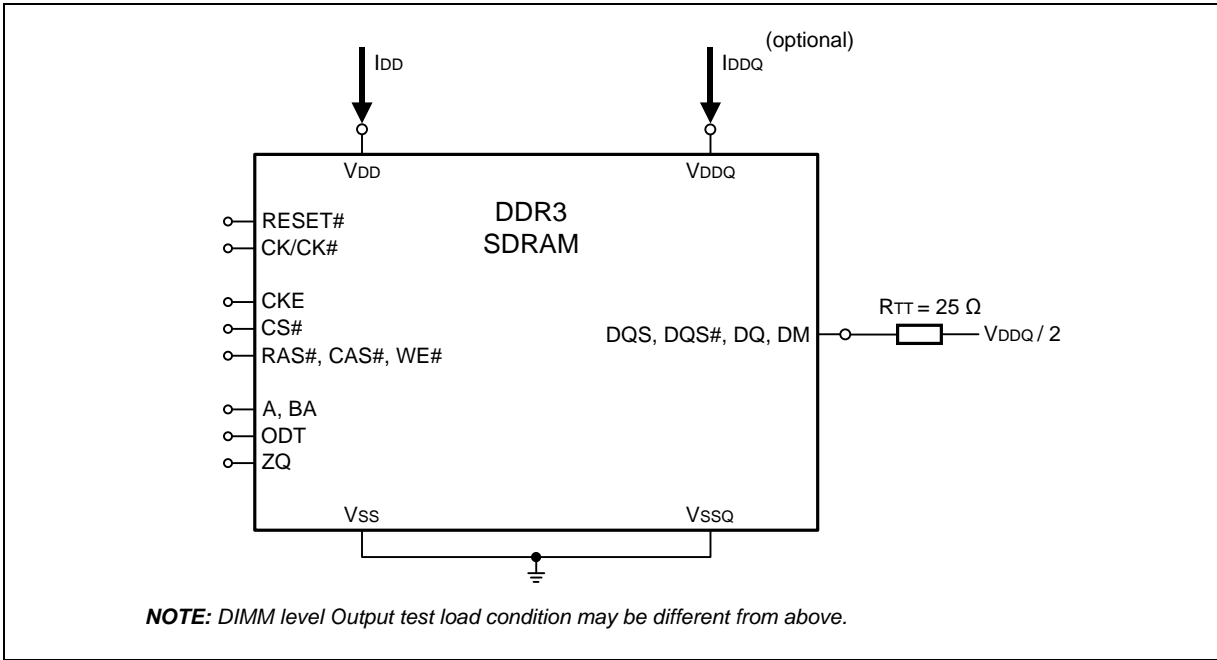 (optional)
IDD
IDDQ
VDD
VDDQ
DDR3
SDRAM
RESET#
CK/CK#
CKE
CS#
RAS#, CAS#, WE#
A, BA
ODT
ZQ
DQS, DQS#, DQ, DM
RTT = 25 Ω
VDDQ / 2
VSS
VSSQ
NOTE: DIMM level Output test load condition may be different from above.